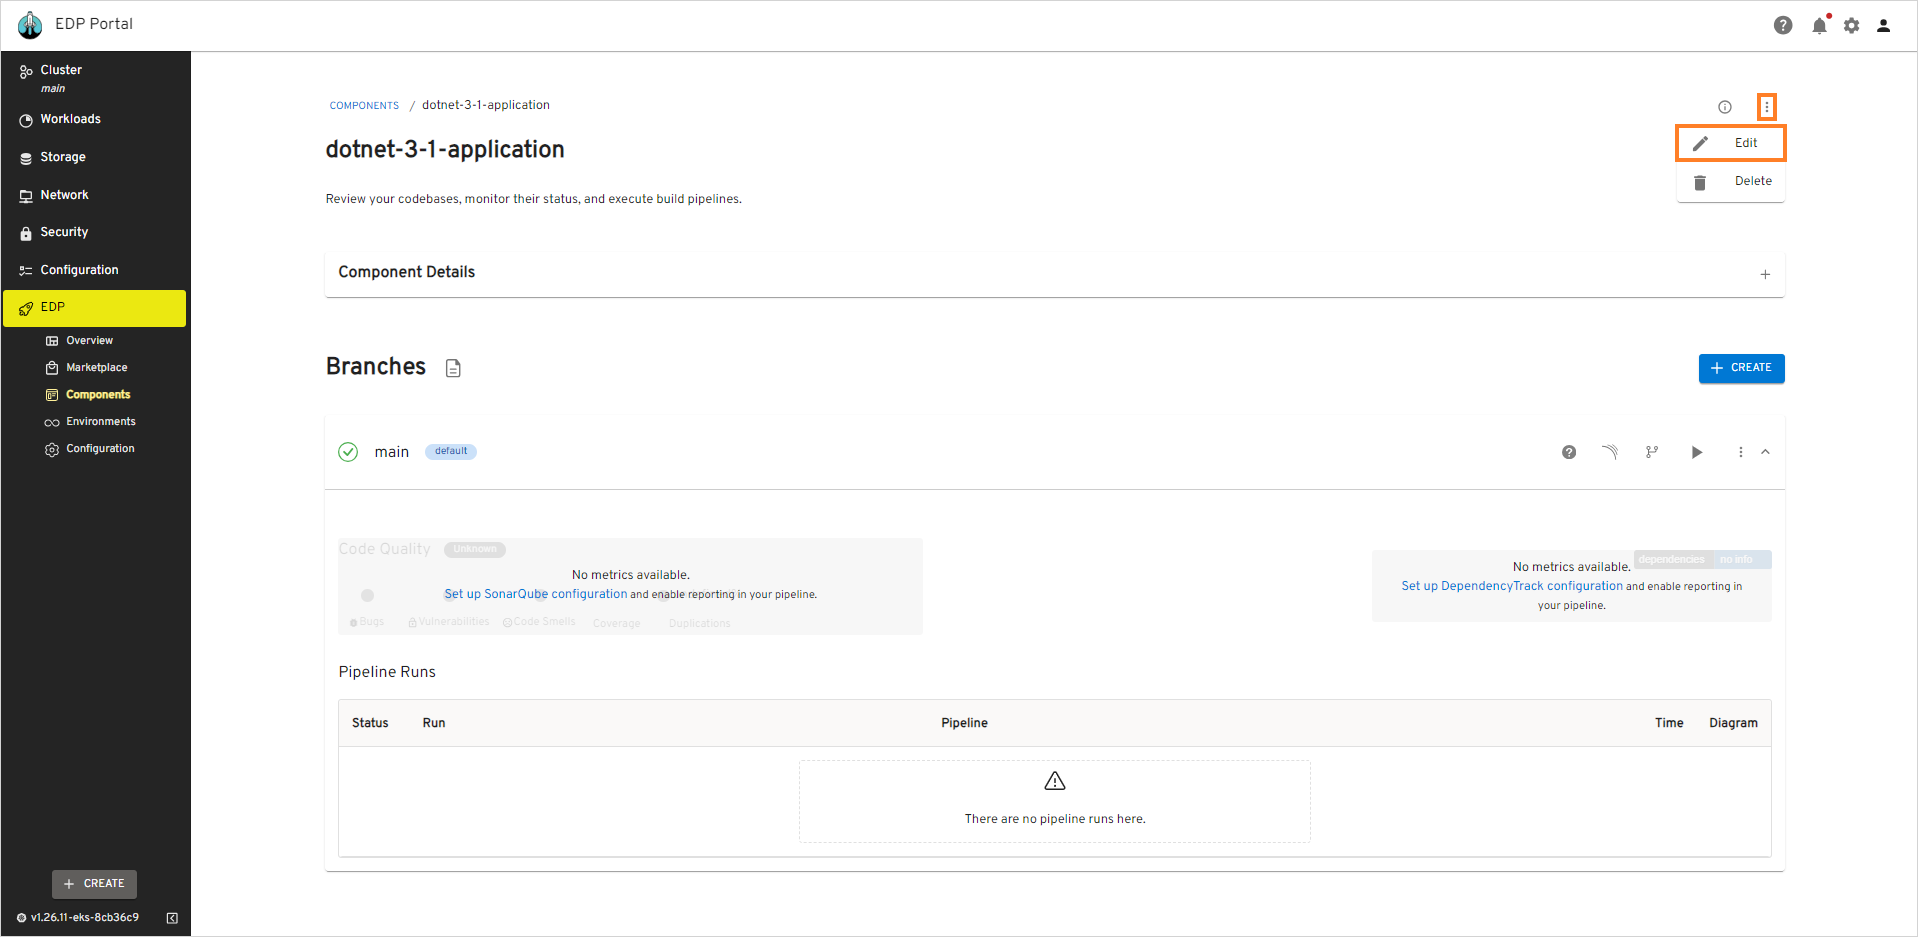 EDP Portal
Cluster
main
Workloads
Storage
Network
Security
Configuration
EDP
Overview
Marketplace
Components
Environments
Configuration
CREATE
v1.26.11-eks-8cb36c9
COMPONENTS / dotnet-3-1-application
dotnet-3-1-application
Edit
Delete
Review your codebases, monitor their status, and execute build pipelines.
Component Details
Branches
CREATE
main default
Code Quality Unknown
No metrics available.
Set up SonarQube configuration and enable reporting in your pipeline.
Bugs Vulnerabilities Code Smells Coverage Duplications
dependencies no info
No metrics available.
Set up DependencyTrack configuration and enable reporting in
your pipeline.
Pipeline Runs
Status Run Pipeline Time Diagram
There are no pipeline runs here.